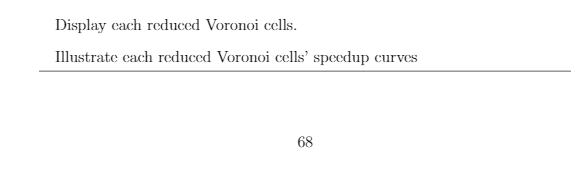 Display each reduced Voronoi cells.
Illustrate each reduced Voronoi cells' speedup curves
68